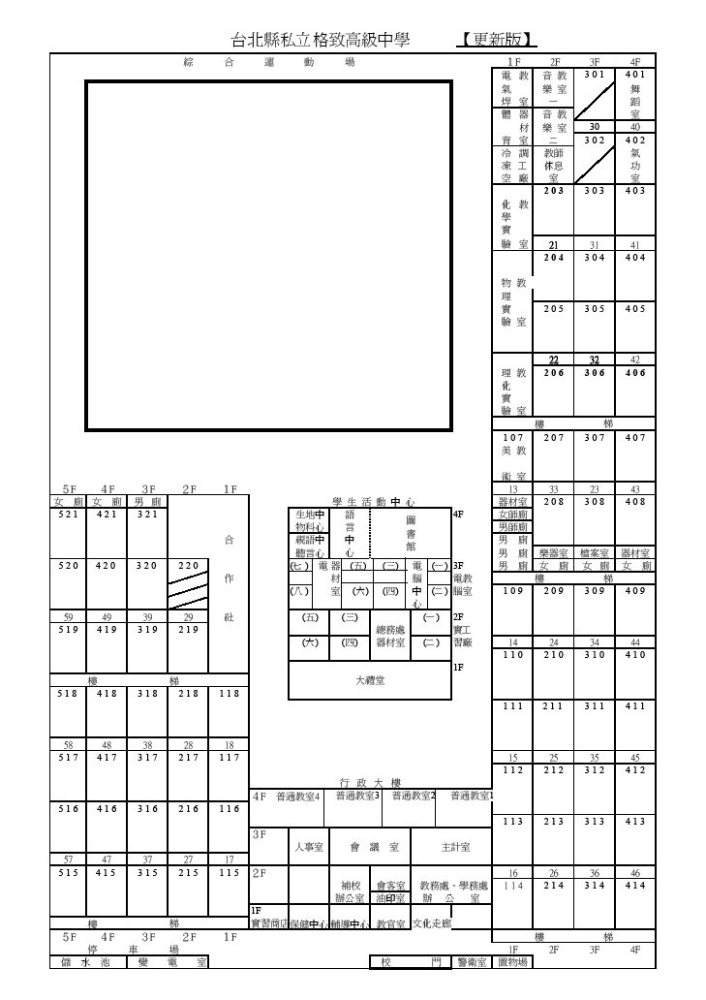 台北縣私立格致高級中學 【更新版】
綜 合 運 動 場
1F 2F 3F 4F
電 教 音 教 301 401
氣 樂 室 舞
焊 室 一 蹈
體 器 音 教 室
材 樂 室 30 40
育 室 二 302 402
冷 調 教師 氣
凍 工 休息 功
空 廠 室 室
203 303 403
化 教
學
實
驗 室 21 31 41
204 304 404
物 教
理
實 205 305 405
驗 室
22 32 42
理 教 206 306 406
化
實
驗 室
樓 梯
107 207 307 407
美 教
術 室
13 33 23 43
器材室 208 308 408
女師廁
男師廁
男 廁
男 廁 樂器室 檔案室 器材室
男 廁 女 廁 女 廁 女 廁
樓 梯
109 209 309 409
14 24 34 44
110 210 310 410
111 211 311 411
15 25 35 45
112 212 312 412
113 213 313 413
16 26 36 46
114 214 314 414
樓 梯
1F 2F 3F 4F
5F 4F 3F 2F 1F
女 廁 女 廁 男 廁
521 421 321
合
作
社
520 420 320 220
59 49 39 29
519 419 319 219
樓 梯
518 418 318 218 118
58 48 38 28 18
517 417 317 217 117
516 416 316 216 116
57 47 37 27 17
515 415 315 215 115
樓 梯
5F 4F 3F 2F 1F
停 車 場
儲 水 池 變 電 室
學 生 活 動 中 心
生地中 語 圖 4F
物科心 言 書
視語中 中 館
聽言心 心
(七) 電 器 (五) (三) 電 (一) 3F
材 腦 電教
(八) 室 (六) (四) 中 (二) 腦室
心
(五) (三) (一) 2F
總務處 實工
(六) (四) 器材室 (二) 習廠
1F
大禮堂
行 政 大 樓
4F 普通教室4 普通教室3 普通教室2 普通教室1
3F
人事室 會 議 室 主計室
2F
補校 會客室 教務處、學務處
辦公室 油印室 辦 公 室
1F
實習商店 保健中心 輔導中心 教官室 文化走廊
校 門 警衛室 置物場